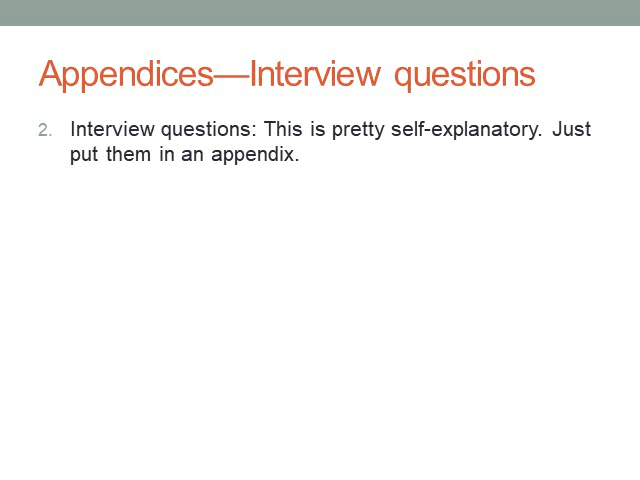 Appendices—Interview questions
2. Interview questions: This is pretty self-explanatory. Just
put them in an appendix.